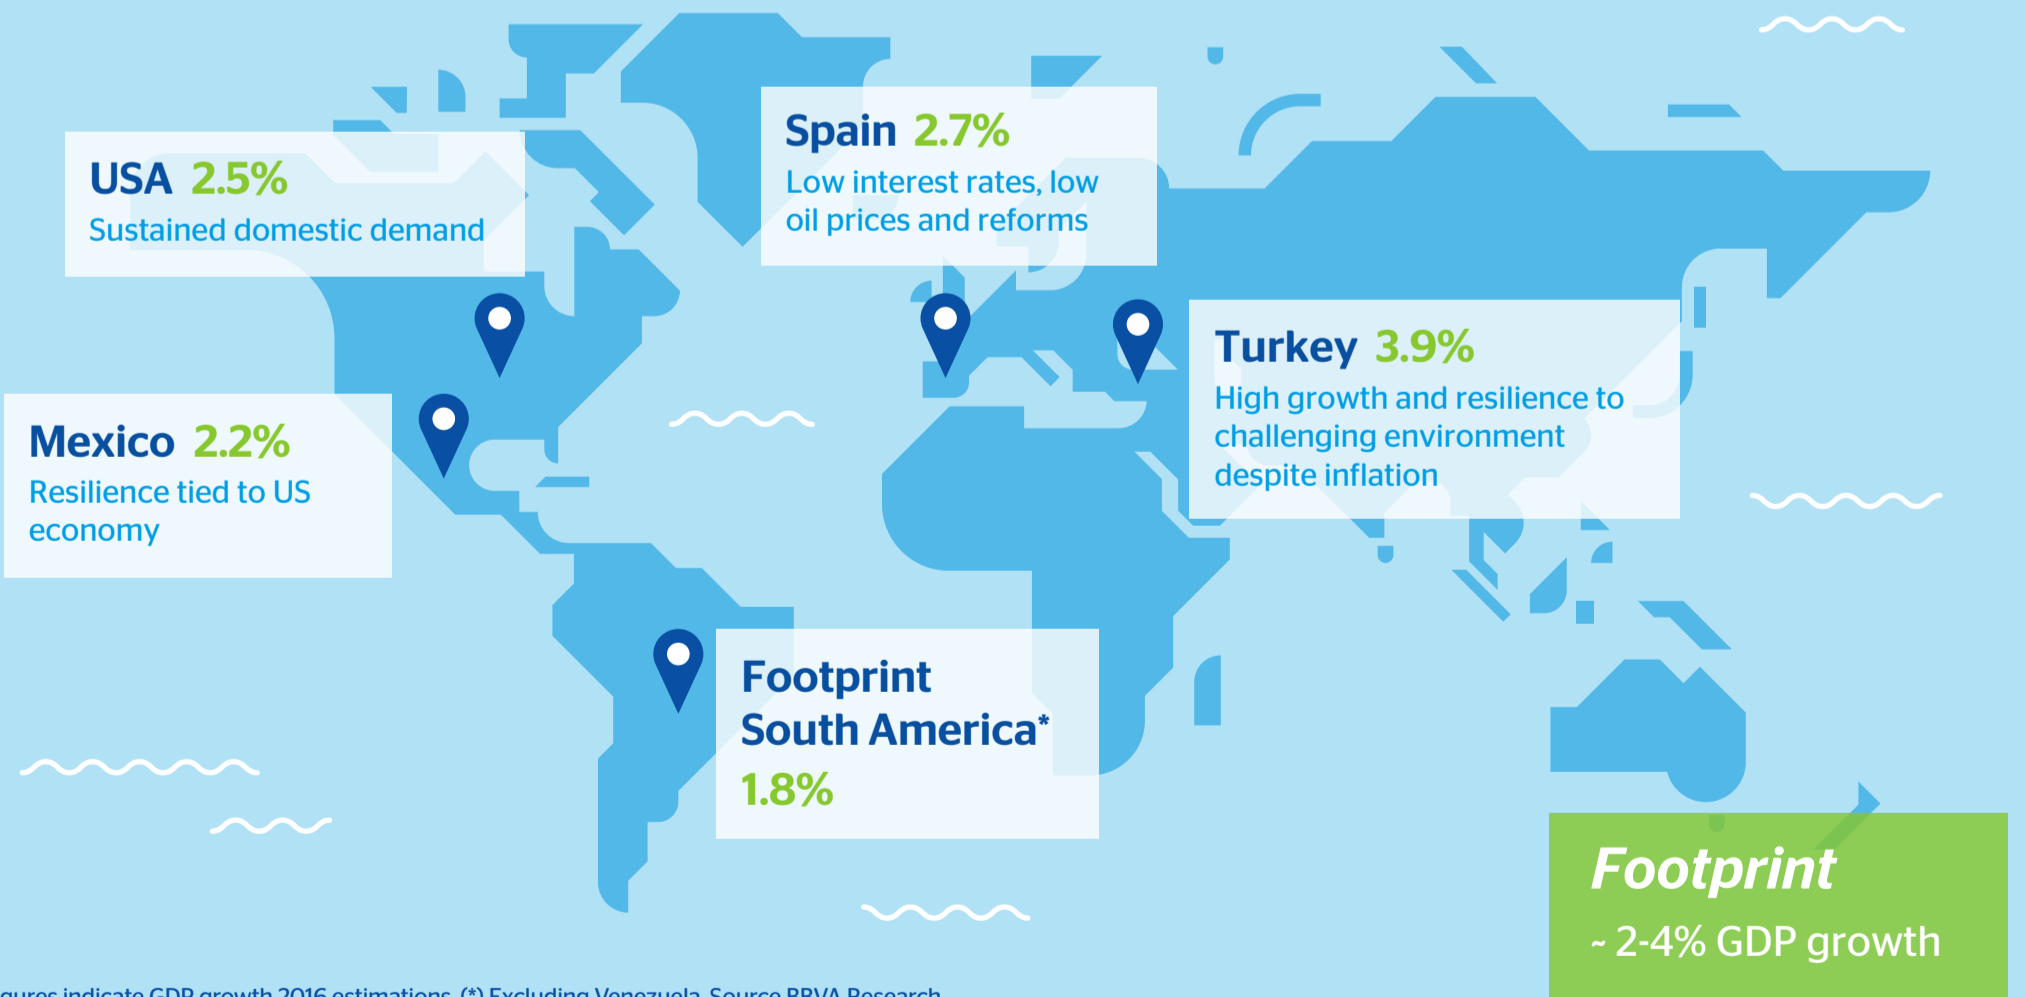 USA 2.5%
Sustained domestic demand
Spain 2.7%
Low interest rates, low
oil prices and reforms
Turkey 3.9%
High growth and resilience to
challenging environment
despite inflation
Mexico 2.2%
Resilience tied to US
economy
Footprint
South America*
1.8%
Footprint
~ 2-4% GDP growth
indicate GDP growth 2016 estimations. (*) Excluding Venezuela. Source BBVA Research